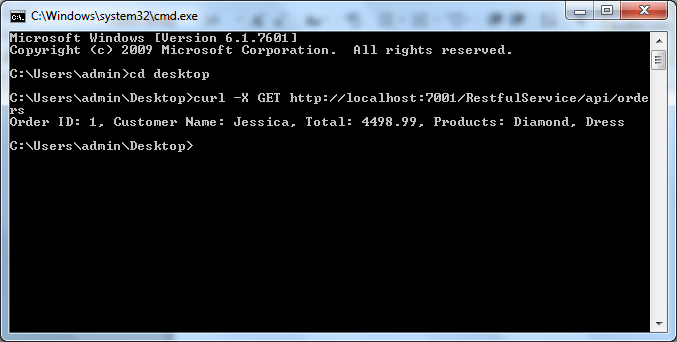 C:\Windows\system32\cmd.exe
Microsoft Windows [Version 6.1.7601]
Copyright (c) 2009 Microsoft Corporation.  All rights reserved.
C:\Users\admin>cd desktop
C:\Users\admin\Desktop>curl -X GET http://localhost:7001/RestfulService/api/orde
rs
Order ID: 1, Customer Name: Jessica, Total: 4498.99, Products: Diamond, Dress
C:\Users\admin\Desktop>